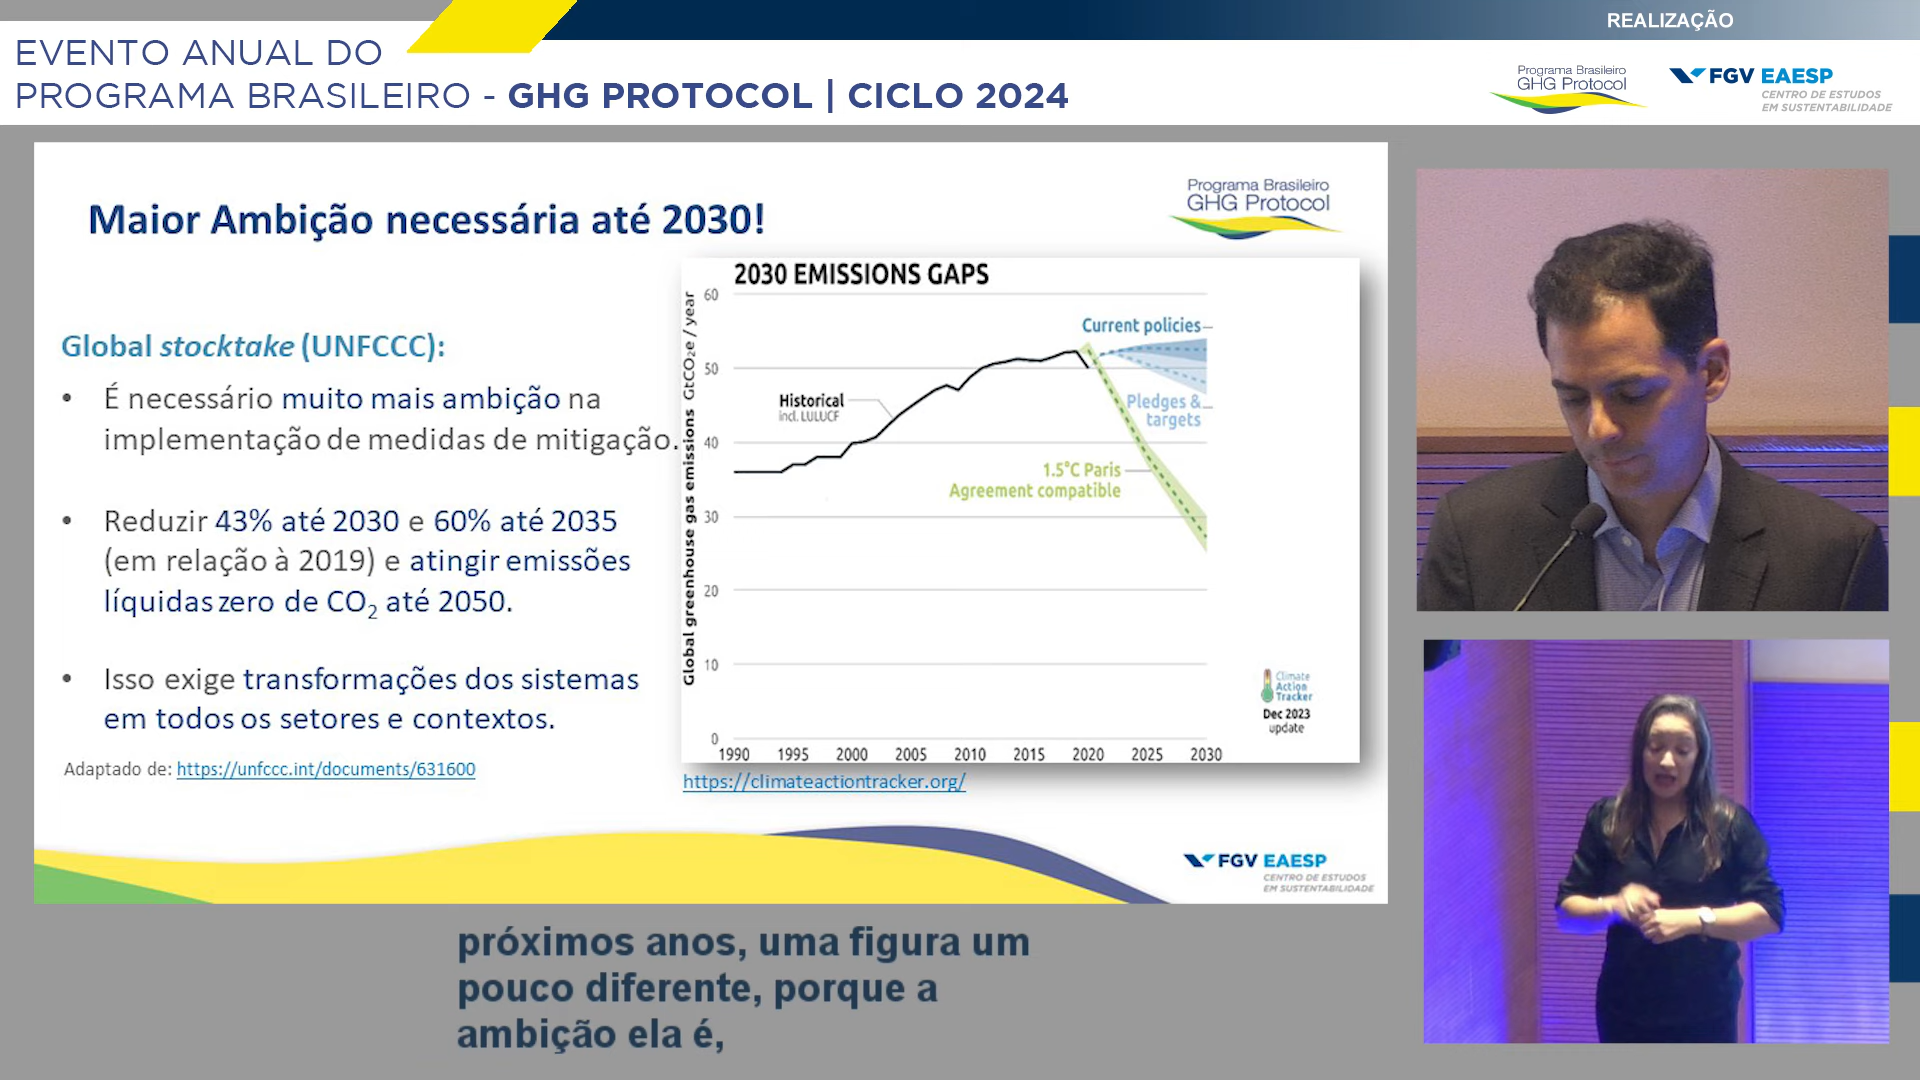 REALIZAÇÃO
EVENTO ANUAL DO
PROGRAMA BRASILEIRO - GHG PROTOCOL | CICLO 2024
Programa Brasileiro
GHG Protocol
FGV EAESP
CENTRO DE ESTUDOS
EM SUSTENTABILIDADE
Maior Ambição necessária até 2030!
Programa Brasileiro
GHG Protocol
Global stocktake (UNFCCC):
• É necessário muito mais ambição na
implementação de medidas de mitigação.
• Reduzir 43% até 2030 e 60% até 2035
(em relação à 2019) e atingir emissões
líquidas zero de CO₂ até 2050.
• Isso exige transformações dos sistemas
em todos os setores e contextos.
Adaptado de: https://unfccc.int/documents/631600
2030 EMISSIONS GAPS
Global greenhouse gas emissions GtCO₂e / year
60
50
40
30
20
10
0
1990 1995 2000 2005 2010 2015 2020 2025 2030
Historical
incl. LULUCF
Current policies
Pledges &
targets
1.5°C Paris
Agreement compatible
Climate
Action
Tracker
Dec 2023
update
https://climateactiontracker.org/
FGV EAESP
CENTRO DE ESTUDOS
EM SUSTENTABILIDADE
próximos anos, uma figura um
pouco diferente, porque a
ambição ela é,